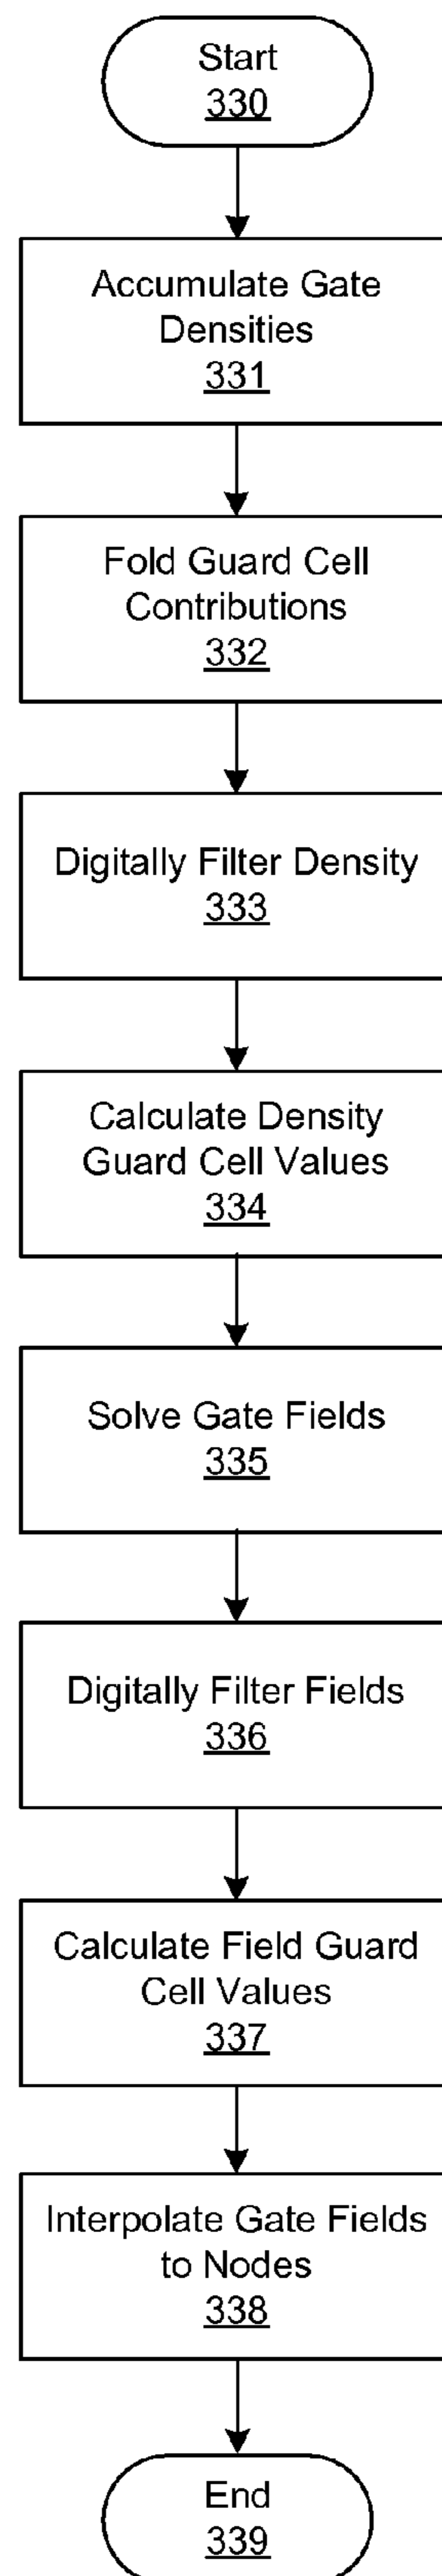 Start
330
Accumulate Gate
Densities
331
Fold Guard Cell
Contributions
332
Digitally Filter Density
333
Calculate Density
Guard Cell Values
334
Solve Gate Fields
335
Digitally Filter Fields
336
Calculate Field Guard
Cell Values
337
Interpolate Gate Fields
to Nodes
338
End
339